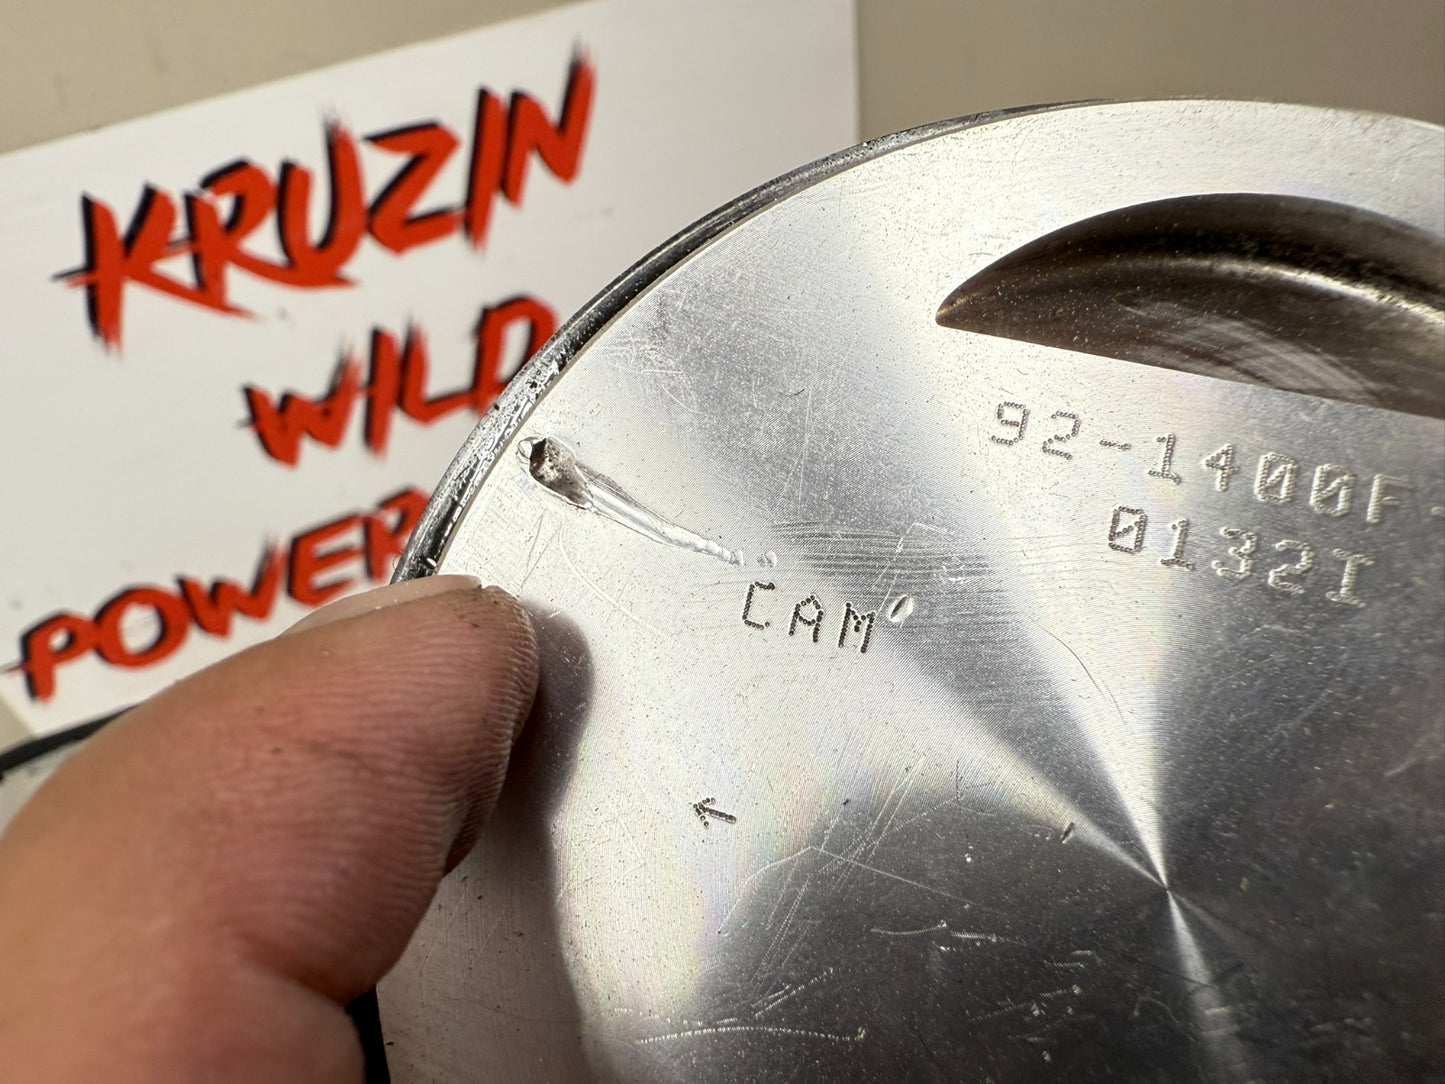 KRUZIN
WILD
POWER
92-1400F-
0132I
CAM